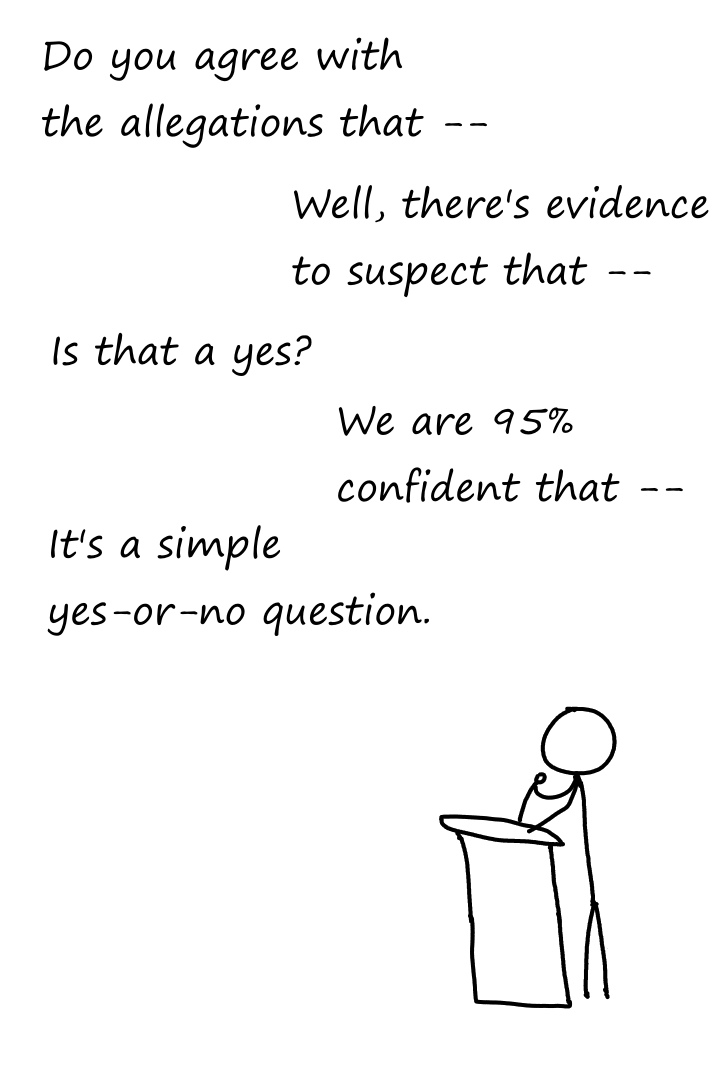 Do you agree with
the allegations that --
Well, there's evidence
to suspect that --
Is that a yes?
We are 95%
confident that --
It's a simple
yes-or-no question.